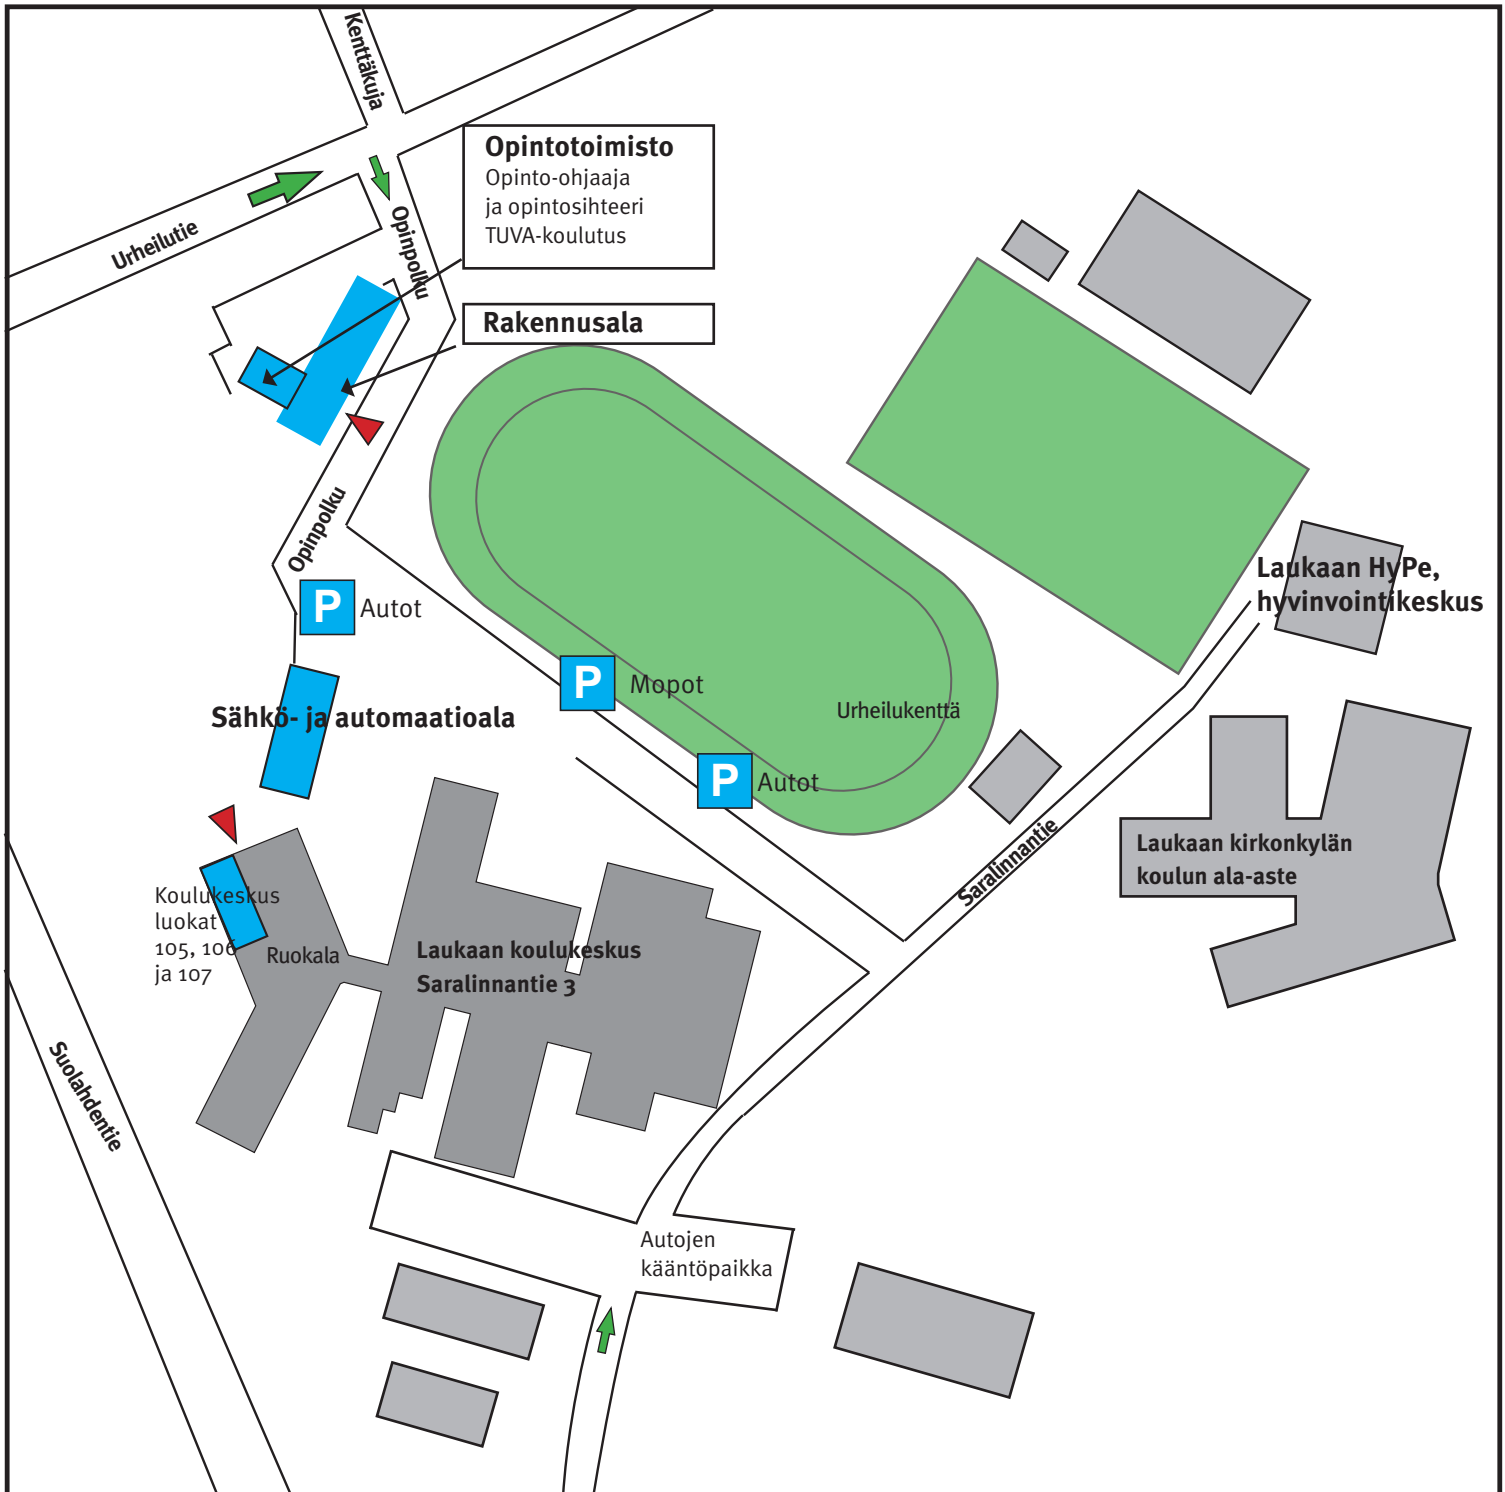 Kenttäkuja
Opintotoimisto
Opinto-ohjaaja
ja opintosihteeri
TUVA-koulutus
Urheilutie
Opinpolku
Rakennusala
Opinpolku
Laukaan HyPe,
hyvinvointikeskus
P Autot
P Mopot
Urheilukenttä
Sähkö- ja automaatioala
P Autot
Saralinnantie
Laukaan kirkonkylän
koulun ala-aste
Koulukeskus
luokat
105, 106
ja 107
Ruokala
Laukaan koulukeskus
Saralinnantie 3
Suolahdentie
Autojen
kääntöpaikka